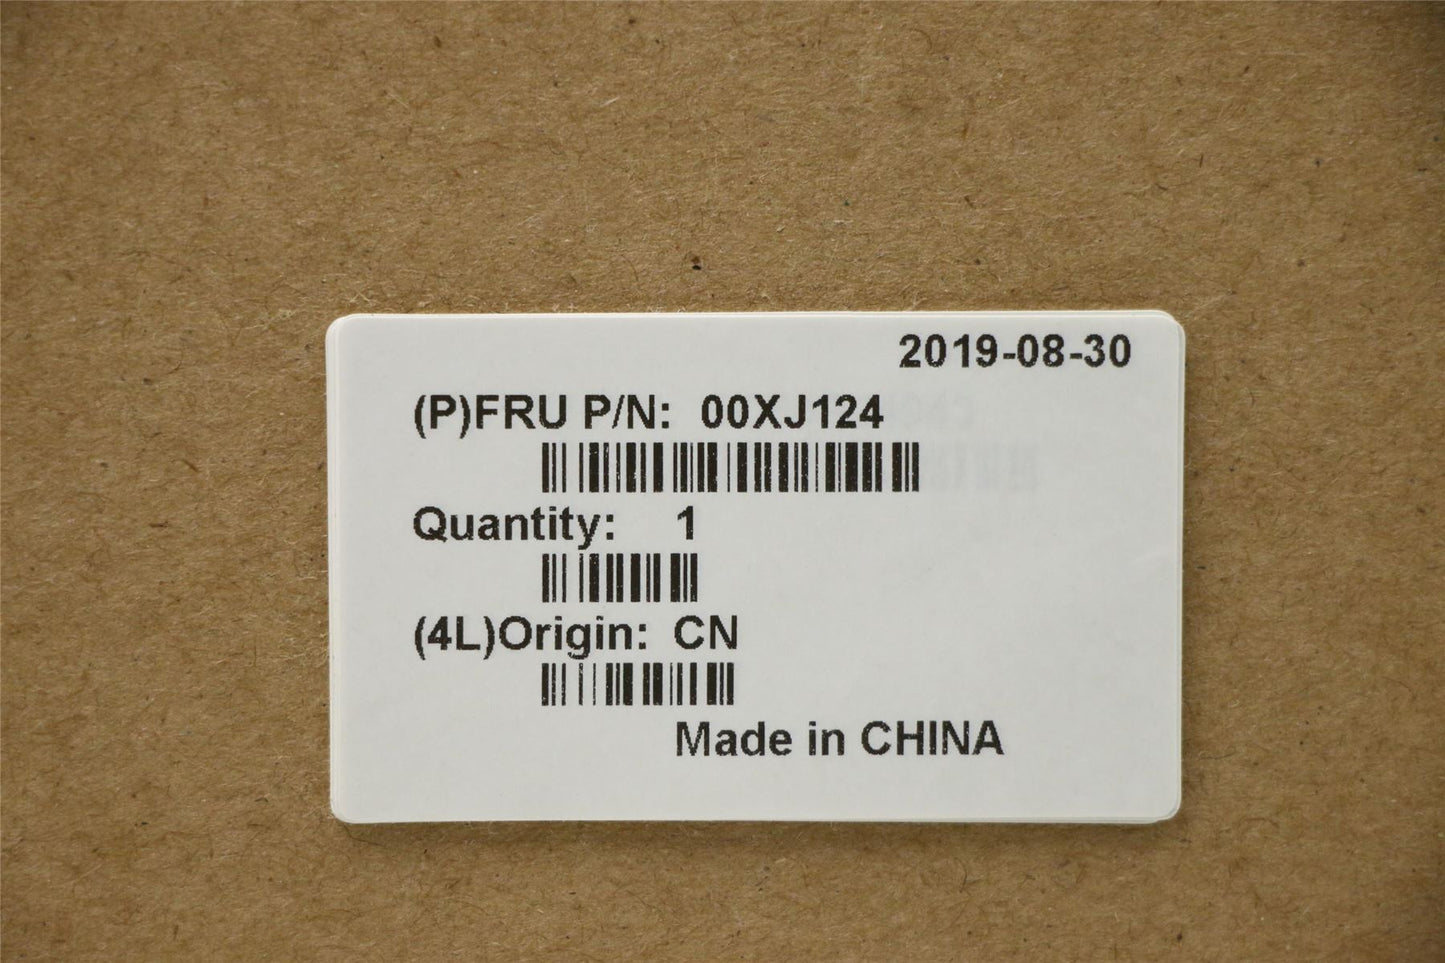 2019-08-30
(P)FRU P/N: 00XJ124
Quantity: 1
(4L)Origin: CN
Made in CHINA